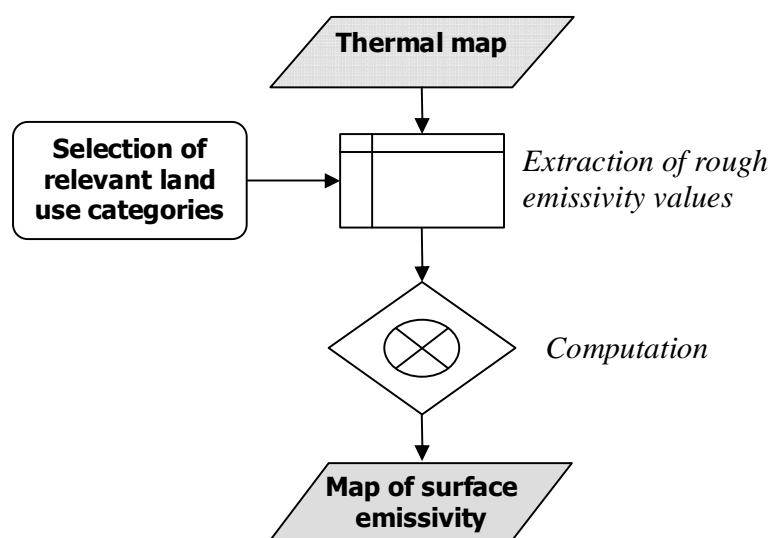 Thermal map
Selection of
relevant land
use categories
Extraction of rough
emissivity values
Computation
Map of surface
emissivity